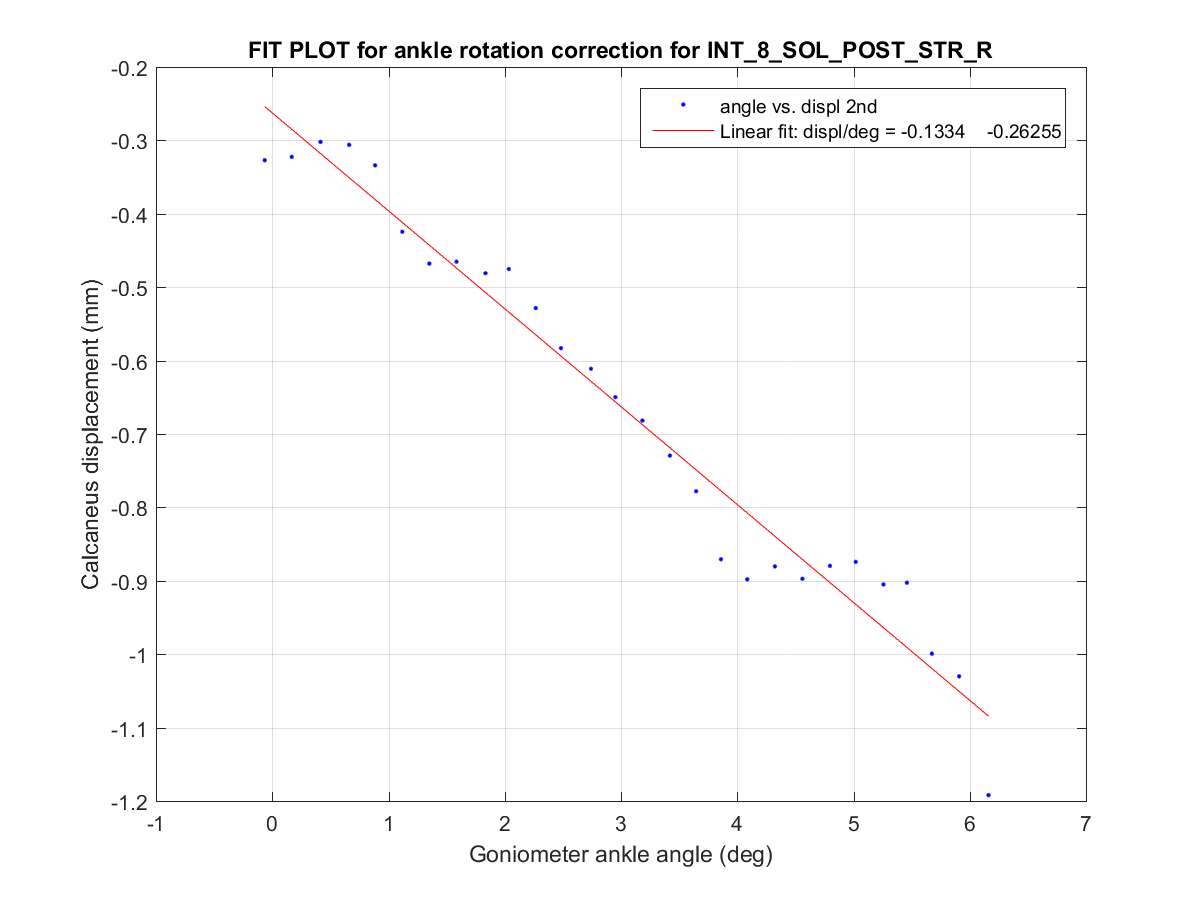 FIT PLOT for ankle rotation correction for INT_8_SOL_POST_STR_R
angle vs. displ 2nd
Linear fit: displ/deg = -0.1334 -0.26255
-0.2
-0.3
-0.4
-0.5
-0.6
-0.7
-0.8
-0.9
-1
-1.1
-1.2
Calcaneus displacement (mm)
-1 0 1 2 3 4 5 6 7
Goniometer ankle angle (deg)